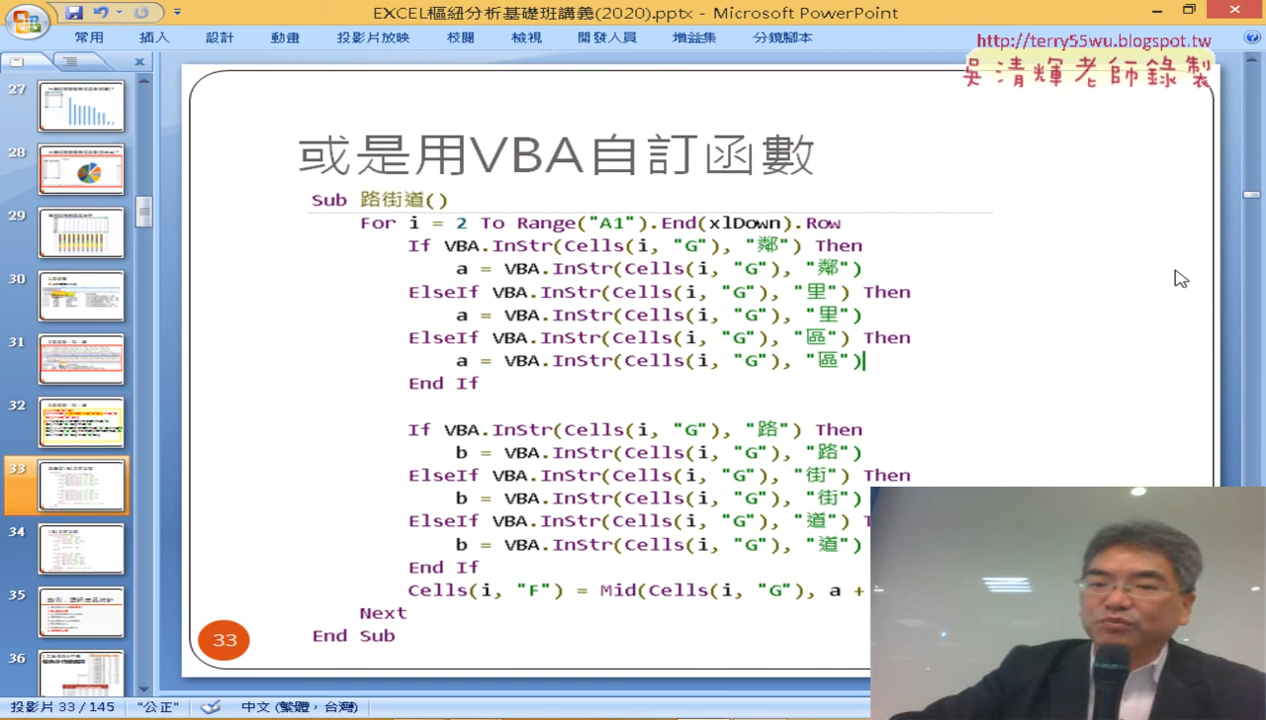 EXCEL樞紐分析基礎班講義(2020).pptx - Microsoft PowerPoint
常用 插入 設計 動畫 投影片放映 校閱 檢視 開發人員 增益集 分鏡腳本
http://terry55wu.blogspot.tw
吳清輝老師錄製
27
28
29
30
31
32
33
34
35
36
或是用VBA自訂函數
Sub 路街道()
For i = 2 To Range("A1").End(xlDown).Row
If VBA.InStr(Cells(i, "G"), "鄰") Then
a = VBA.InStr(Cells(i, "G"), "鄰")
ElseIf VBA.InStr(Cells(i, "G"), "里") Then
a = VBA.InStr(Cells(i, "G"), "里")
ElseIf VBA.InStr(Cells(i, "G"), "區") Then
a = VBA.InStr(Cells(i, "G"), "區")
End If
If VBA.InStr(Cells(i, "G"), "路") Then
b = VBA.InStr(Cells(i, "G"), "路")
ElseIf VBA.InStr(Cells(i, "G"), "街") Then
b = VBA.InStr(Cells(i, "G"), "街")
ElseIf VBA.InStr(Cells(i, "G"), "道") T
b = VBA.InStr(Cells(i, "G"), "道")
End If
Cells(i, "F") = Mid(Cells(i, "G"), a +
Next
End Sub
33
投影片 33 / 145 "公正" 中文 (繁體，台灣)